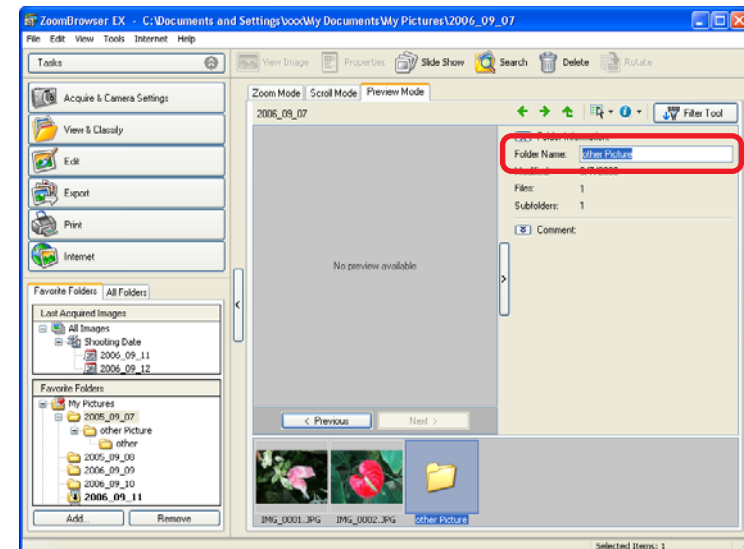 ZoomBrowser EX - C:\Documents and Settings\xxx\My Documents\My Pictures\2006_09_07
File Edit View Tools Internet Help
Tasks
View Image Properties Slide Show Search Delete Rotate
Acquire & Camera Settings
View & Classify
Edit
Export
Print
Internet
Favorite Folders All Folders
Last Acquired Images
All Images
Shooting Date
2006_09_11
2006_09_12
Favorite Folders
My Pictures
2005_09_07
other Picture
other
2005_09_08
2006_09_09
2006_09_10
2006_09_11
Add... Remove
Zoom Mode Scroll Mode Preview Mode
2006_09_07
Filter Tool
No preview available
< Previous Next >
Folder Information:
Folder Name: other Picture
Files: 1
Subfolders: 1
Comment:
IMG_0001.JPG IMG_0002.JPG other Picture
Selected Items: 1